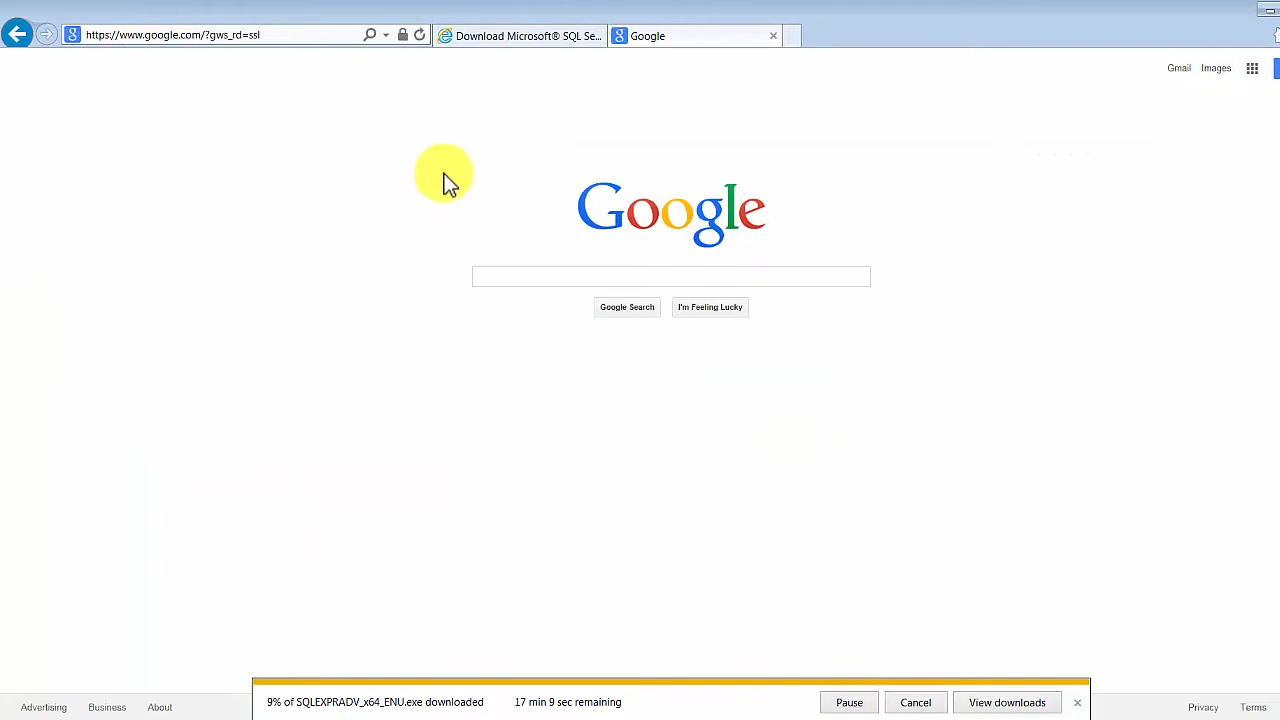 https://www.google.com/?gws_rd=ssl
Download Microsoft® SQL Se...
Google
Gmail Images
Google
Google Search I'm Feeling Lucky
9% of SQLEXPRADV_x64_ENU.exe downloaded 17 min 9 sec remaining Pause Cancel View downloads
Advertising Business About Privacy Terms